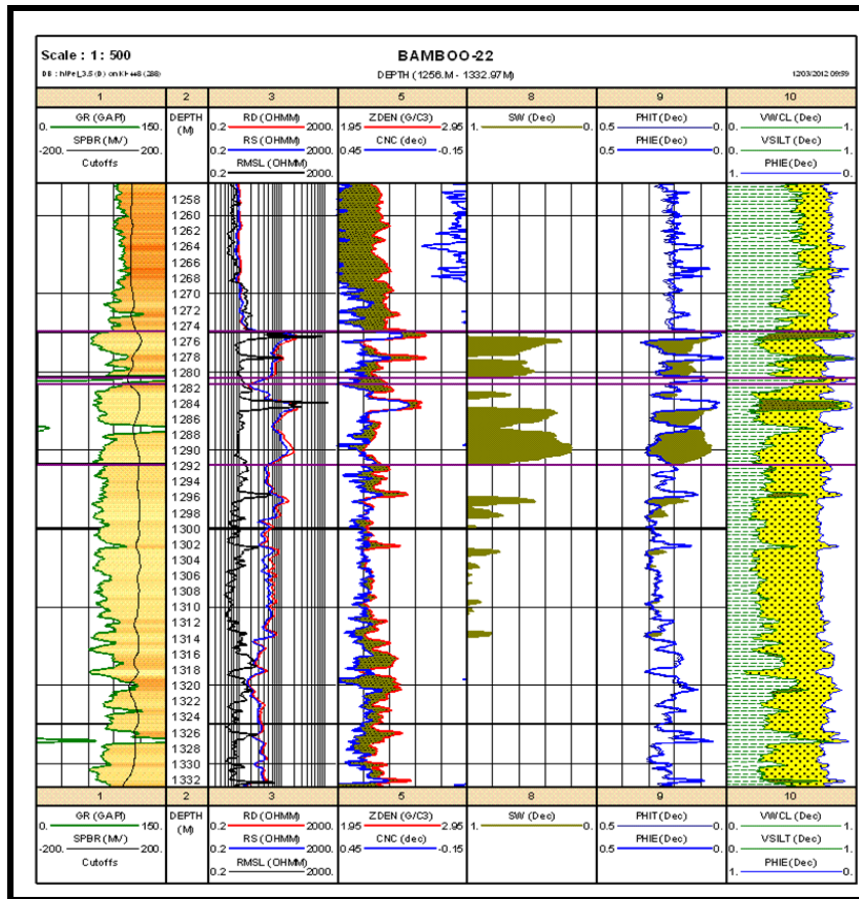 Scale : 1 : 500
BAMBOO-22
DEPTH (1256.M - 1332.97M)
12/03/2012 09:59
1 2 3 5 8 9 10
GR (GAPI)
0. 150.
SPBR (MV)
-200. 200.
Cutoffs
DEPTH
(M)
RD (OHMM)
0.2 2000.
RS (OHMM)
0.2 2000.
RMSL (OHMM)
0.2 2000.
ZDEN (G/C3)
1.95 2.95
CNC (dec)
0.45 -0.15
SW (Dec)
1. 0.
PHIT (Dec)
0.5 0.
PHIE (Dec)
0.5 0.
VWCL (Dec)
0. 1.
VSILT (Dec)
0. 1.
PHIE (Dec)
1. 0.
1258
1260
1262
1264
1266
1268
1270
1272
1274
1276
1278
1280
1282
1284
1286
1288
1290
1292
1294
1296
1298
1300
1302
1304
1306
1308
1310
1312
1314
1316
1318
1320
1322
1324
1326
1328
1330
1332
1 2 3 5 8 9 10
GR (GAPI)
0. 150.
SPBR (MV)
-200. 200.
Cutoffs
DEPTH
(M)
RD (OHMM)
0.2 2000.
RS (OHMM)
0.2 2000.
RMSL (OHMM)
0.2 2000.
ZDEN (G/C3)
1.95 2.95
CNC (dec)
0.45 -0.15
SW (Dec)
1. 0.
PHIT (Dec)
0.5 0.
PHIE (Dec)
0.5 0.
VWCL (Dec)
0. 1.
VSILT (Dec)
0. 1.
PHIE (Dec)
1. 0.